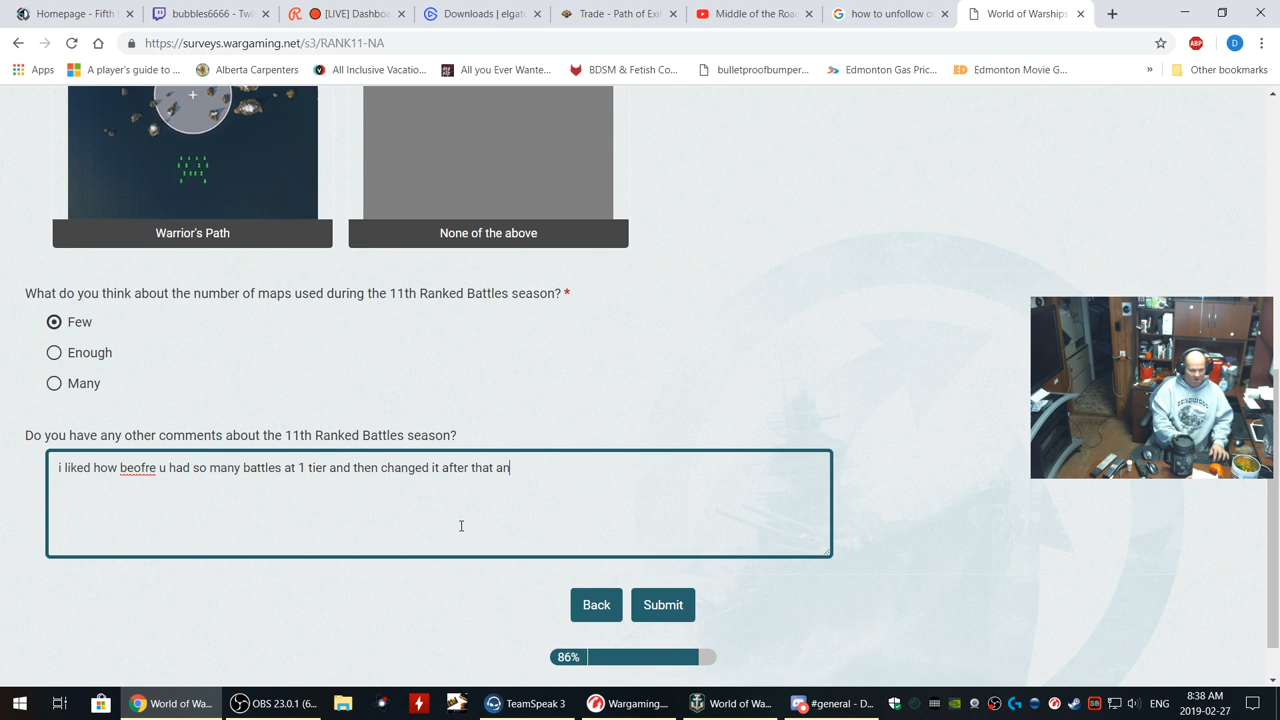 Homepage - Fifth
bubbles6666 - Twi
[LIVE] Dashbo
Downloads | elgat
Trade - Path of Exi
Middle of the Roa
how to unfollow o
World of Warships
https://surveys.wargaming.net/s3/RANK11-NA
ABP
D
Apps
A player's guide to ...
Alberta Carpenters
All Inclusive Vacatio...
All you Ever Wante...
BDSM & Fetish Co...
bulletproofbumper...
Edmonton Gas Pric...
ED Edmonton Movie G...
»
Other bookmarks
Warrior's Path
None of the above
What do you think about the number of maps used during the 11th Ranked Battles season? *
Few
Enough
Many
Do you have any other comments about the 11th Ranked Battles season?
i liked how beofre u had so many battles at 1 tier and then changed it after that an
Back
Submit
86%
World of Wa...
OBS 23.0.1 (6...
TeamSpeak 3
Wargaming....
World of Wa...
#general - D...
SB
ENG
8:38 AM
2019-02-27